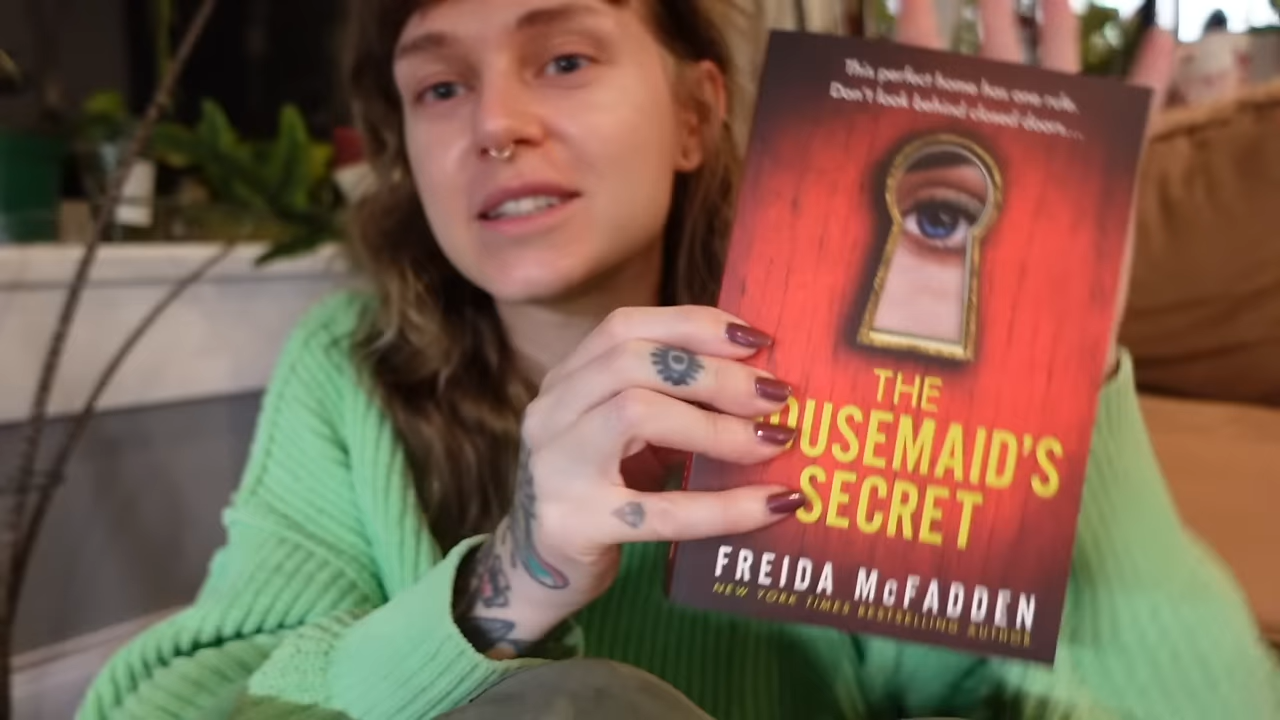 This perfect home has one rule.
Don't look behind closed doors...
THE
HOUSEMAID'S
SECRET
FREIDA McFADDEN
NEW YORK TIMES BESTSELLING AUTHOR